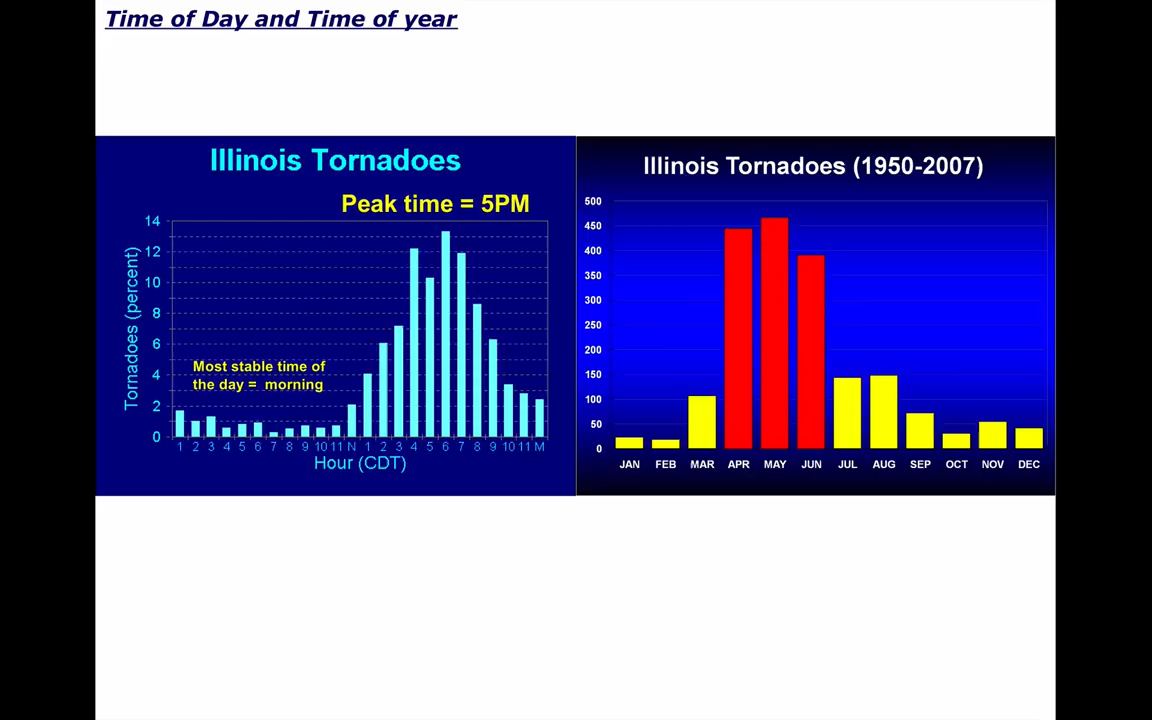 Time of Day and Time of year
Illinois Tornadoes
Peak time = 5PM
14
12
10
8
6
4
2
0
Tornadoes (percent)
Most stable time of
the day = morning
1 2 3 4 5 6 7 8 9 10 11 N 1 2 3 4 5 6 7 8 9 10 11 M
Hour (CDT)
Illinois Tornadoes (1950-2007)
500
450
400
350
300
250
200
150
100
50
0
JAN FEB MAR APR MAY JUN JUL AUG SEP OCT NOV DEC